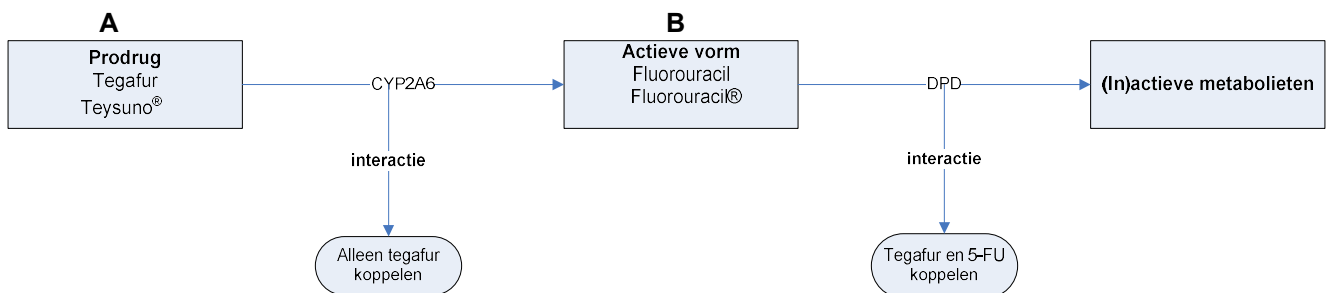 A
B
Prodrug
Tegafur
Teysuno®
CYP2A6
Actieve vorm
Fluorouracil
Fluorouracil®
DPD
(In)actieve metabolieten
interactie
interactie
Alleen tegafur
koppelen
Tegafur en 5-FU
koppelen